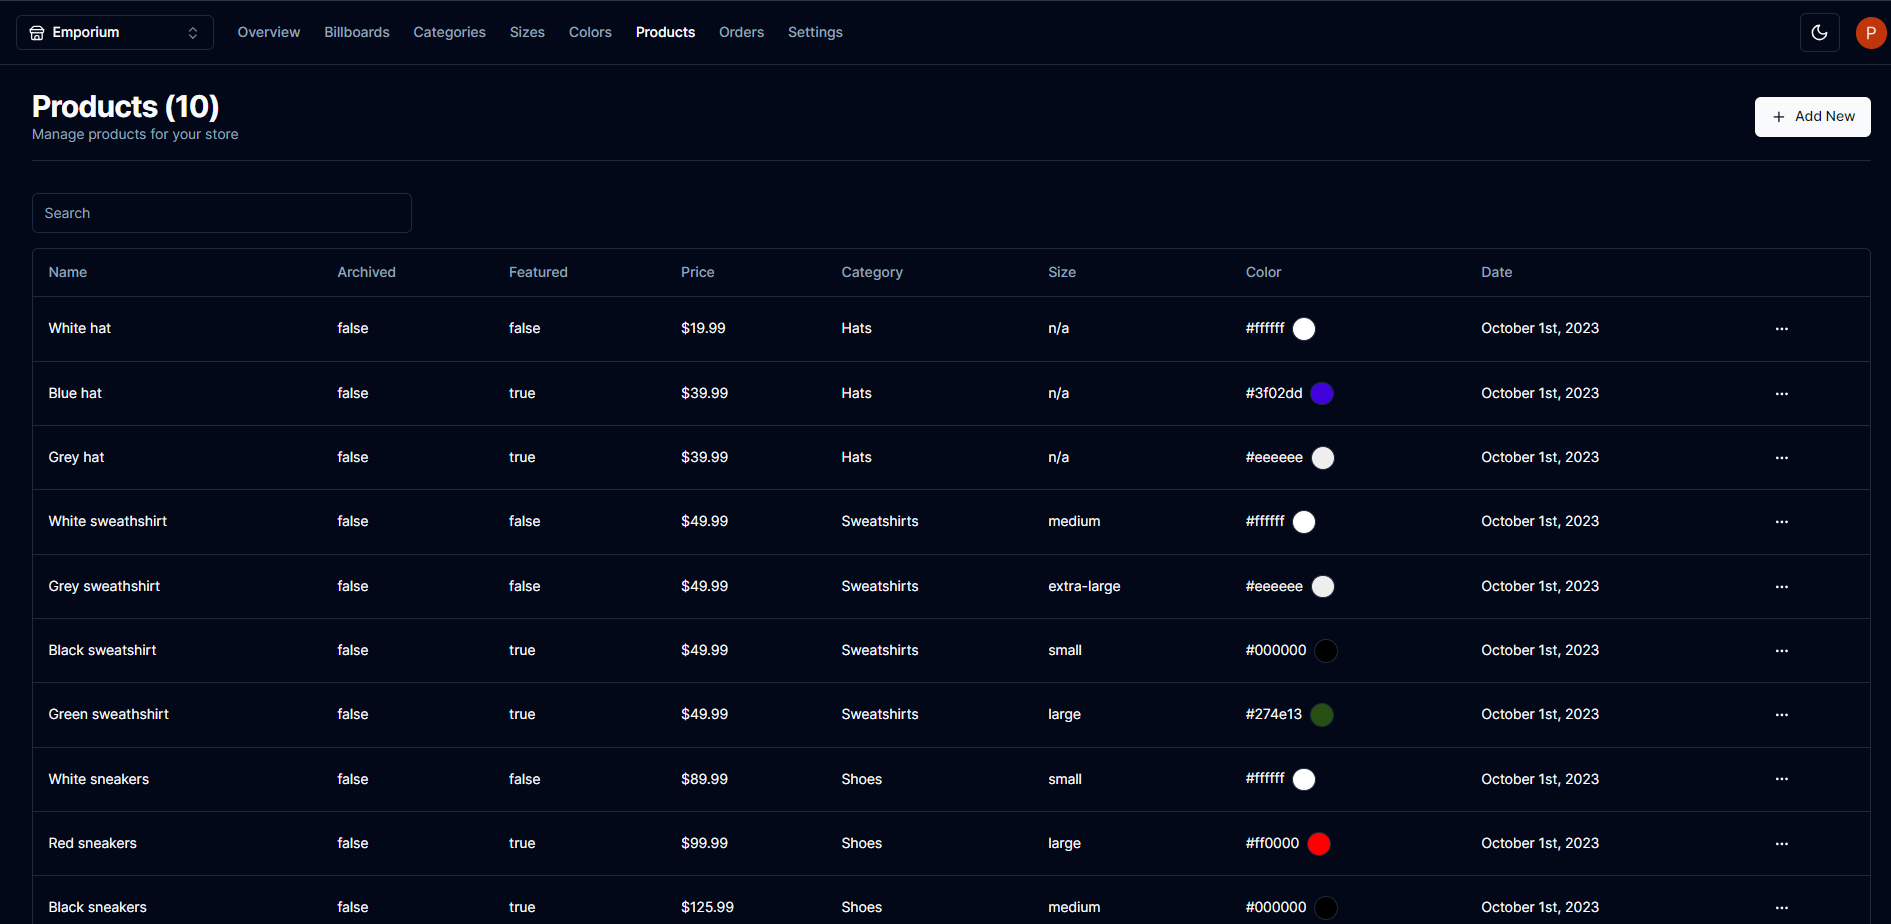 Emporium Overview Billboards Categories Sizes Colors Products Orders Settings P
Products (10)
Manage products for your store
+ Add New
Search
Name Archived Featured Price Category Size Color Date
White hat false false $19.99 Hats n/a #ffffff October 1st, 2023 ...
Blue hat false true $39.99 Hats n/a #3f02dd October 1st, 2023 ...
Grey hat false true $39.99 Hats n/a #eeeeee October 1st, 2023 ...
White sweathshirt false false $49.99 Sweatshirts medium #ffffff October 1st, 2023 ...
Grey sweathshirt false false $49.99 Sweatshirts extra-large #eeeeee October 1st, 2023 ...
Black sweatshirt false true $49.99 Sweatshirts small #000000 October 1st, 2023 ...
Green sweathshirt false true $49.99 Sweatshirts large #274e13 October 1st, 2023 ...
White sneakers false false $89.99 Shoes small #ffffff October 1st, 2023 ...
Red sneakers false true $99.99 Shoes large #ff0000 October 1st, 2023 ...
Black sneakers false true $125.99 Shoes medium #000000 October 1st, 2023 ...